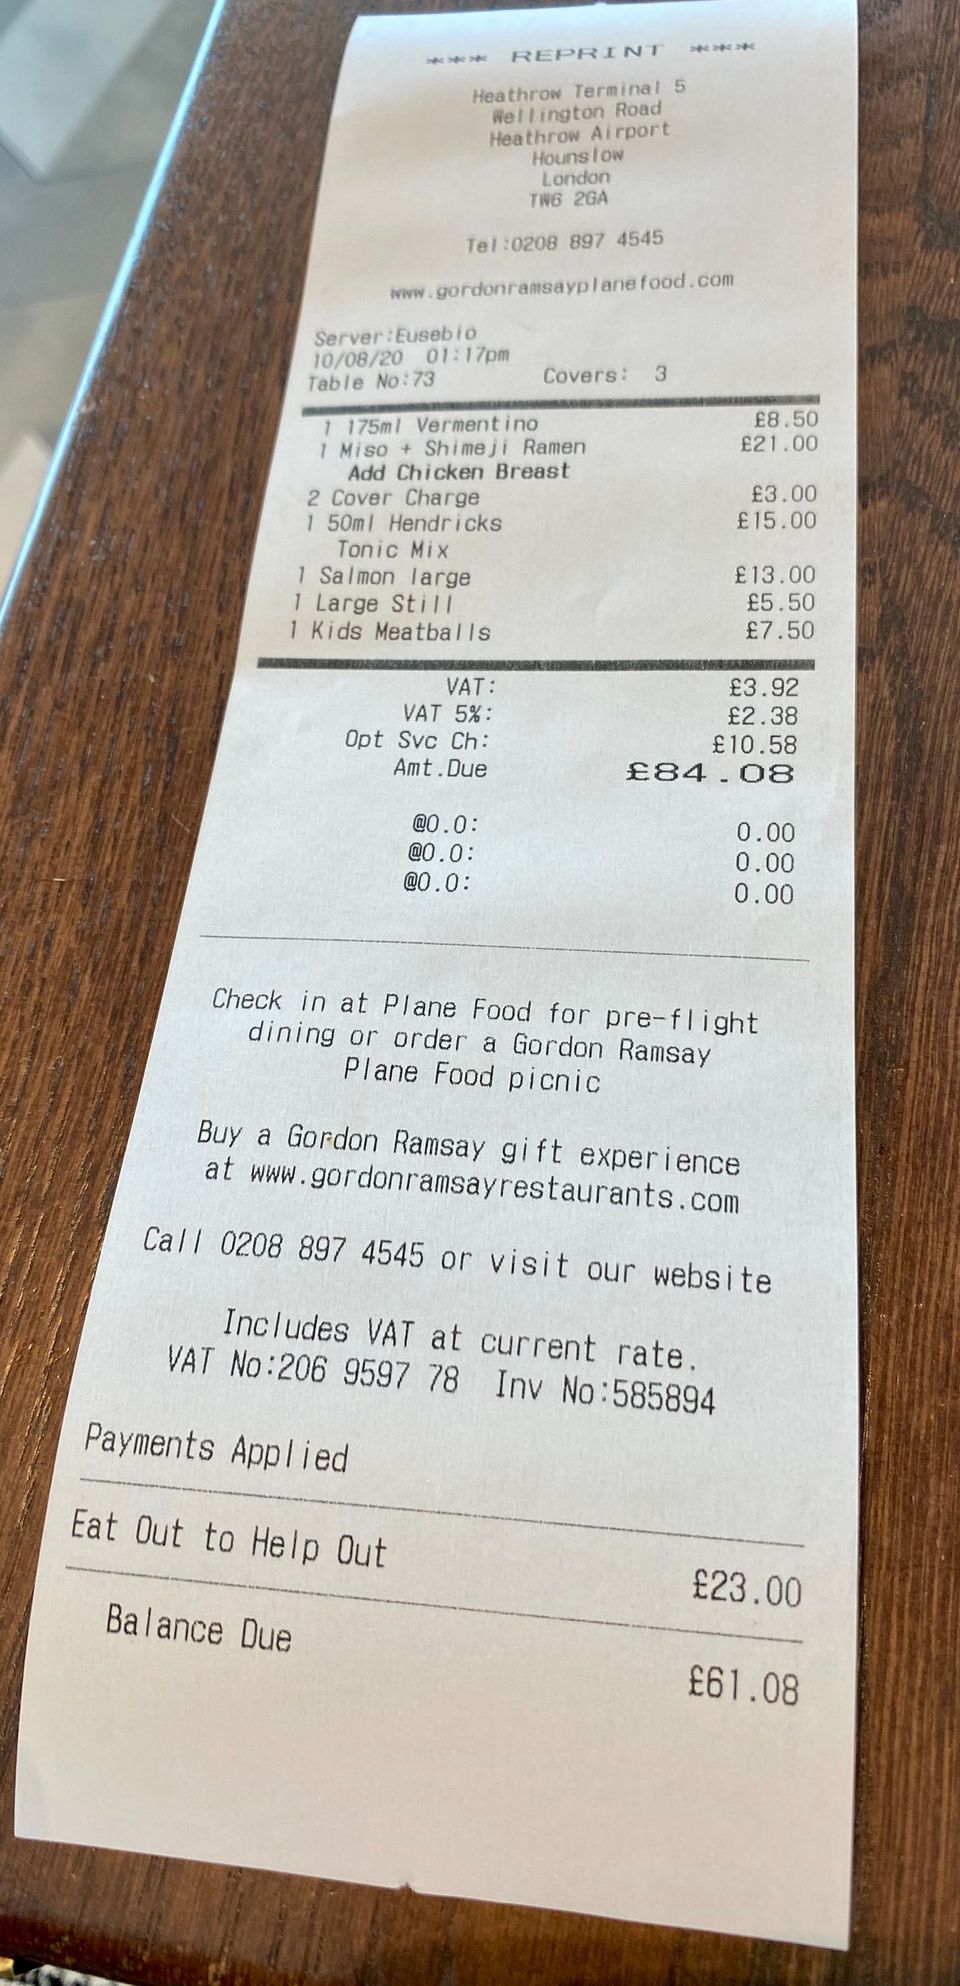 *** REPRINT ***
Heathrow Terminal 5
Wellington Road
Heathrow Airport
Hounslow
London
TW6 2GA
Tel:0208 897 4545
www.gordonramsayplanefood.com
Server:Eusebio
10/08/20 01:17pm
Table No:73 Covers: 3
1 175ml Vermentino £8.50
1 Miso + Shimeji Ramen £21.00
Add Chicken Breast
2 Cover Charge £3.00
1 50ml Hendricks £15.00
Tonic Mix
1 Salmon large £13.00
1 Large Still £5.50
1 Kids Meatballs £7.50
VAT: £3.92
VAT 5%: £2.38
Opt Svc Ch: £10.58
Amt.Due £84.08
@0.0: 0.00
@0.0: 0.00
@0.0: 0.00
Check in at Plane Food for pre-flight
dining or order a Gordon Ramsay
Plane Food picnic
Buy a Gordon Ramsay gift experience
at www.gordonramsayrestaurants.com
Call 0208 897 4545 or visit our website
Includes VAT at current rate.
VAT No:206 9597 78 Inv No:585894
Payments Applied
Eat Out to Help Out £23.00
Balance Due £61.08